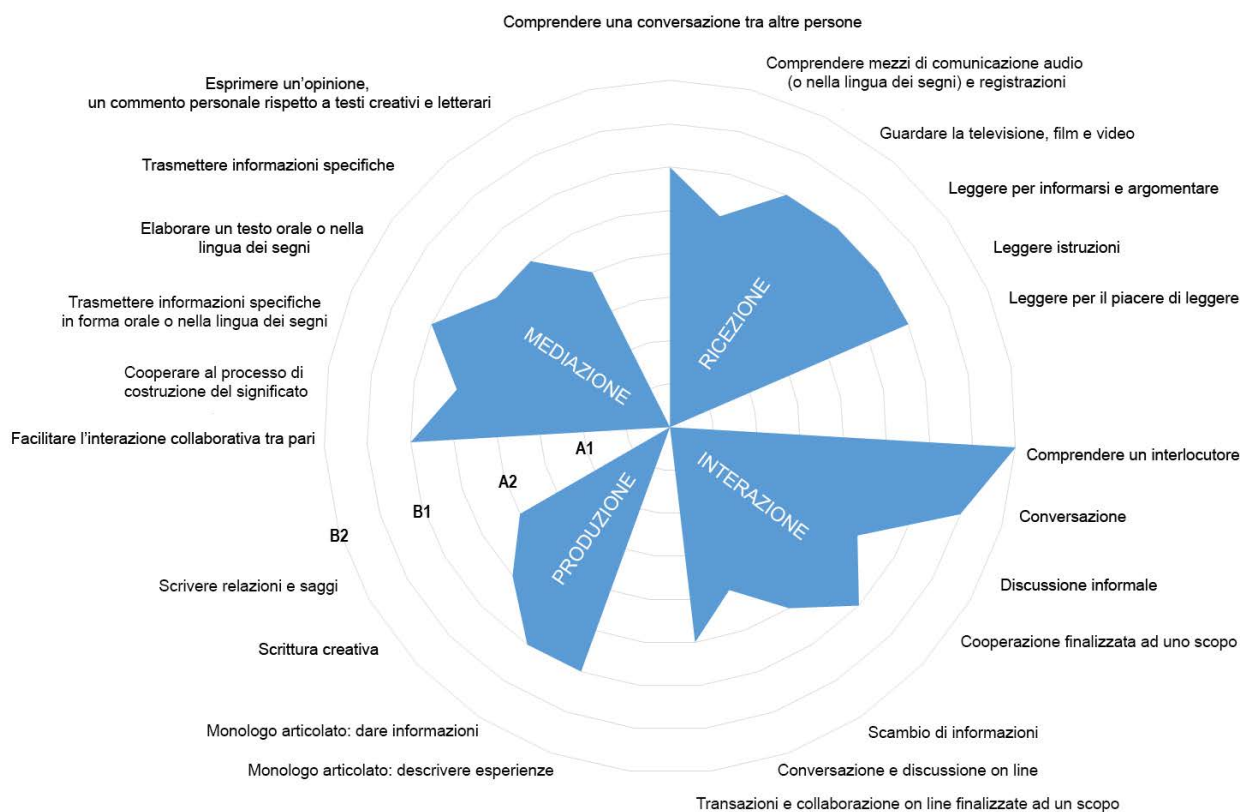 Comprendere una conversazione tra altre persone
Comprendere mezzi di comunicazione audio
(o nella lingua dei segni) e registrazioni
Guardare la televisione, film e video
Leggere per informarsi e argomentare
Leggere istruzioni
Leggere per il piacere di leggere
Comprendere un interlocutore
Conversazione
Discussione informale
Cooperazione finalizzata ad uno scopo
Scambio di informazioni
Conversazione e discussione on line
Transazioni e collaborazione on line finalizzate ad un scopo
Monologo articolato: descrivere esperienze
Monologo articolato: dare informazioni
Scrittura creativa
Scrivere relazioni e saggi
Facilitare l'interazione collaborativa tra pari
Cooperare al processo di
costruzione del significato
Trasmettere informazioni specifiche
in forma orale o nella lingua dei segni
Elaborare un testo orale o nella
lingua dei segni
Trasmettere informazioni specifiche
Esprimere un'opinione,
un commento personale rispetto a testi creativi e letterari
RICEZIONE
INTERAZIONE
PRODUZIONE
MEDIAZIONE
A1
A2
B1
B2